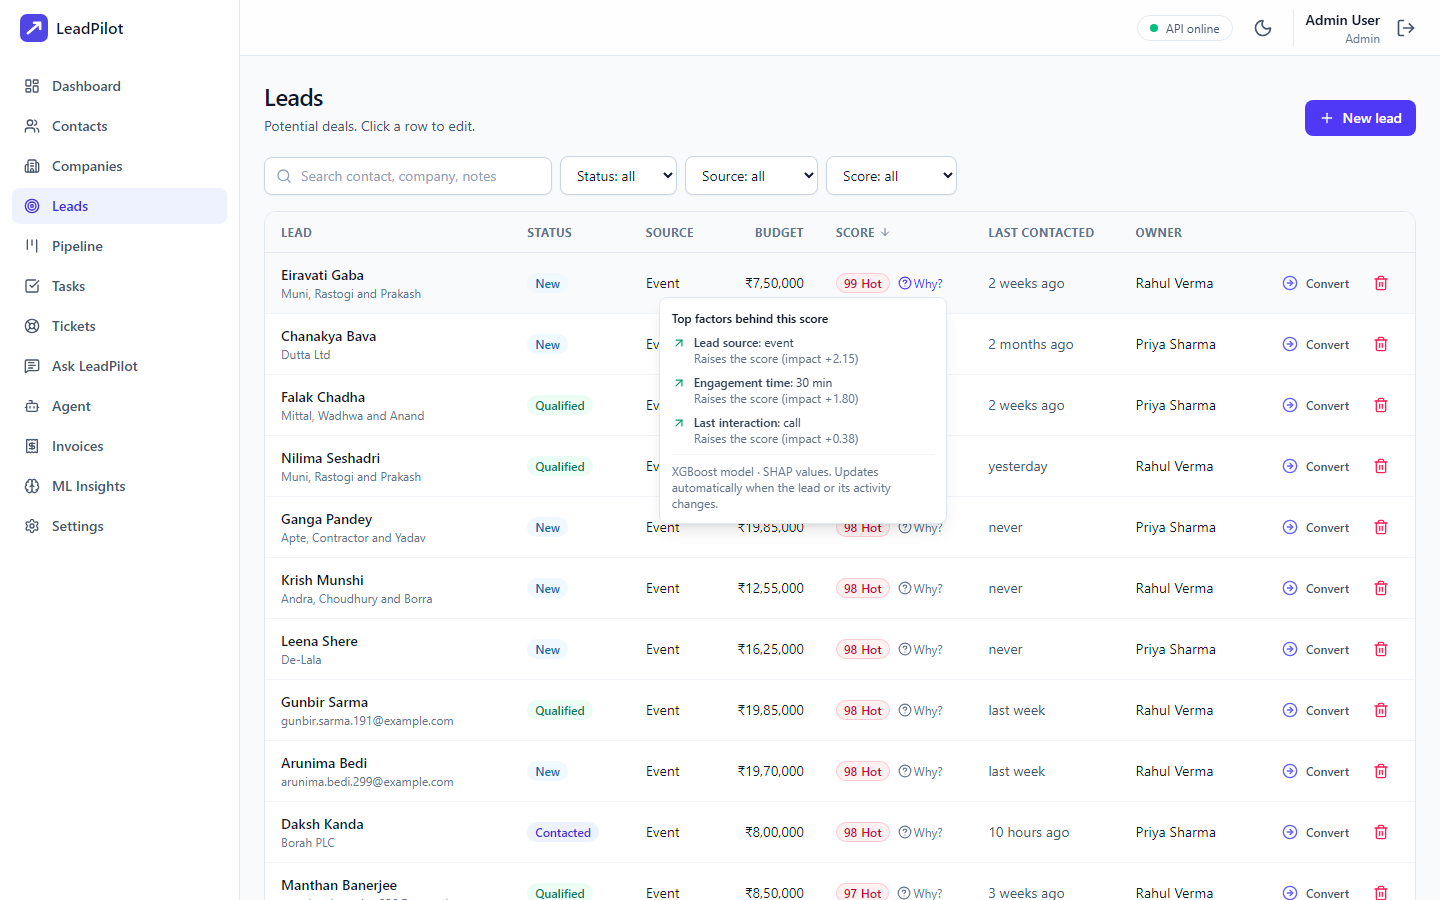 LeadPilot
API online
Admin User
Admin
Dashboard
Contacts
Companies
Leads
Pipeline
Tasks
Tickets
Ask LeadPilot
Agent
Invoices
ML Insights
Settings
Leads
Potential deals. Click a row to edit.
New lead
Search contact, company, notes
Status: all
Source: all
Score: all
LEAD STATUS SOURCE BUDGET SCORE LAST CONTACTED OWNER
Eiravati Gaba
Muni, Rastogi and Prakash
New Event ₹7,50,000 99 Hot Why? 2 weeks ago Rahul Verma Convert
Top factors behind this score
Lead source: event
Raises the score (impact +2.15)
Engagement time: 30 min
Raises the score (impact +1.80)
Last interaction: call
Raises the score (impact +0.38)
XGBoost model · SHAP values. Updates
automatically when the lead or its activity
changes.
Chanakya Bava
Dutta Ltd
New Ev 2 months ago Priya Sharma Convert
Falak Chadha
Mittal, Wadhwa and Anand
Qualified Ev 2 weeks ago Priya Sharma Convert
Nilima Seshadri
Muni, Rastogi and Prakash
Qualified Ev yesterday Rahul Verma Convert
Ganga Pandey
Apte, Contractor and Yadav
New Event ₹19,85,000 98 Hot Why? never Priya Sharma Convert
Krish Munshi
Andra, Choudhury and Borra
New Event ₹12,55,000 98 Hot Why? never Rahul Verma Convert
Leena Shere
De-Lala
New Event ₹16,25,000 98 Hot Why? never Priya Sharma Convert
Gunbir Sarma
gunbir.sarma.191@example.com
Qualified Event ₹19,85,000 98 Hot Why? last week Rahul Verma Convert
Arunima Bedi
arunima.bedi.299@example.com
New Event ₹19,70,000 98 Hot Why? last week Rahul Verma Convert
Daksh Kanda
Borah PLC
Contacted Event ₹8,00,000 98 Hot Why? 10 hours ago Priya Sharma Convert
Manthan Banerjee
Qualified Event ₹8,50,000 97 Hot Why? 3 weeks ago Rahul Verma Convert